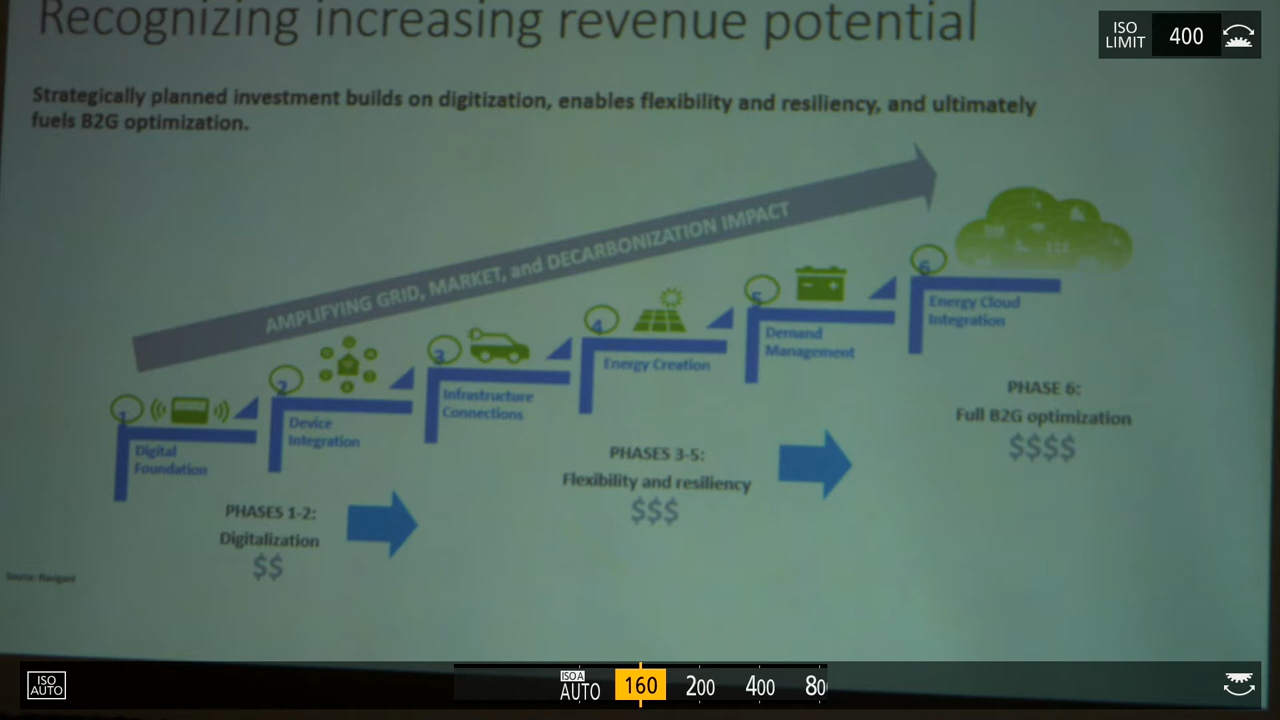 Recognizing increasing revenue potential
ISO
LIMIT
400
Strategically planned investment builds on digitization, enables flexibility and resiliency, and ultimately
fuels B2G optimization.
AMPLIFYING GRID, MARKET, and DECARBONIZATION IMPACT
6
Energy Cloud
Integration
5
Demand
Management
4
Energy Creation
3
Infrastructure
Connections
2
Device
Integration
1
Digital
Foundation
PHASE 6:
Full B2G optimization
$$$$
PHASES 3-5:
Flexibility and resiliency
$$$
PHASES 1-2:
Digitalization
$$
Source: Navigant
ISO
AUTO
ISO A
AUTO
160
200
400
80